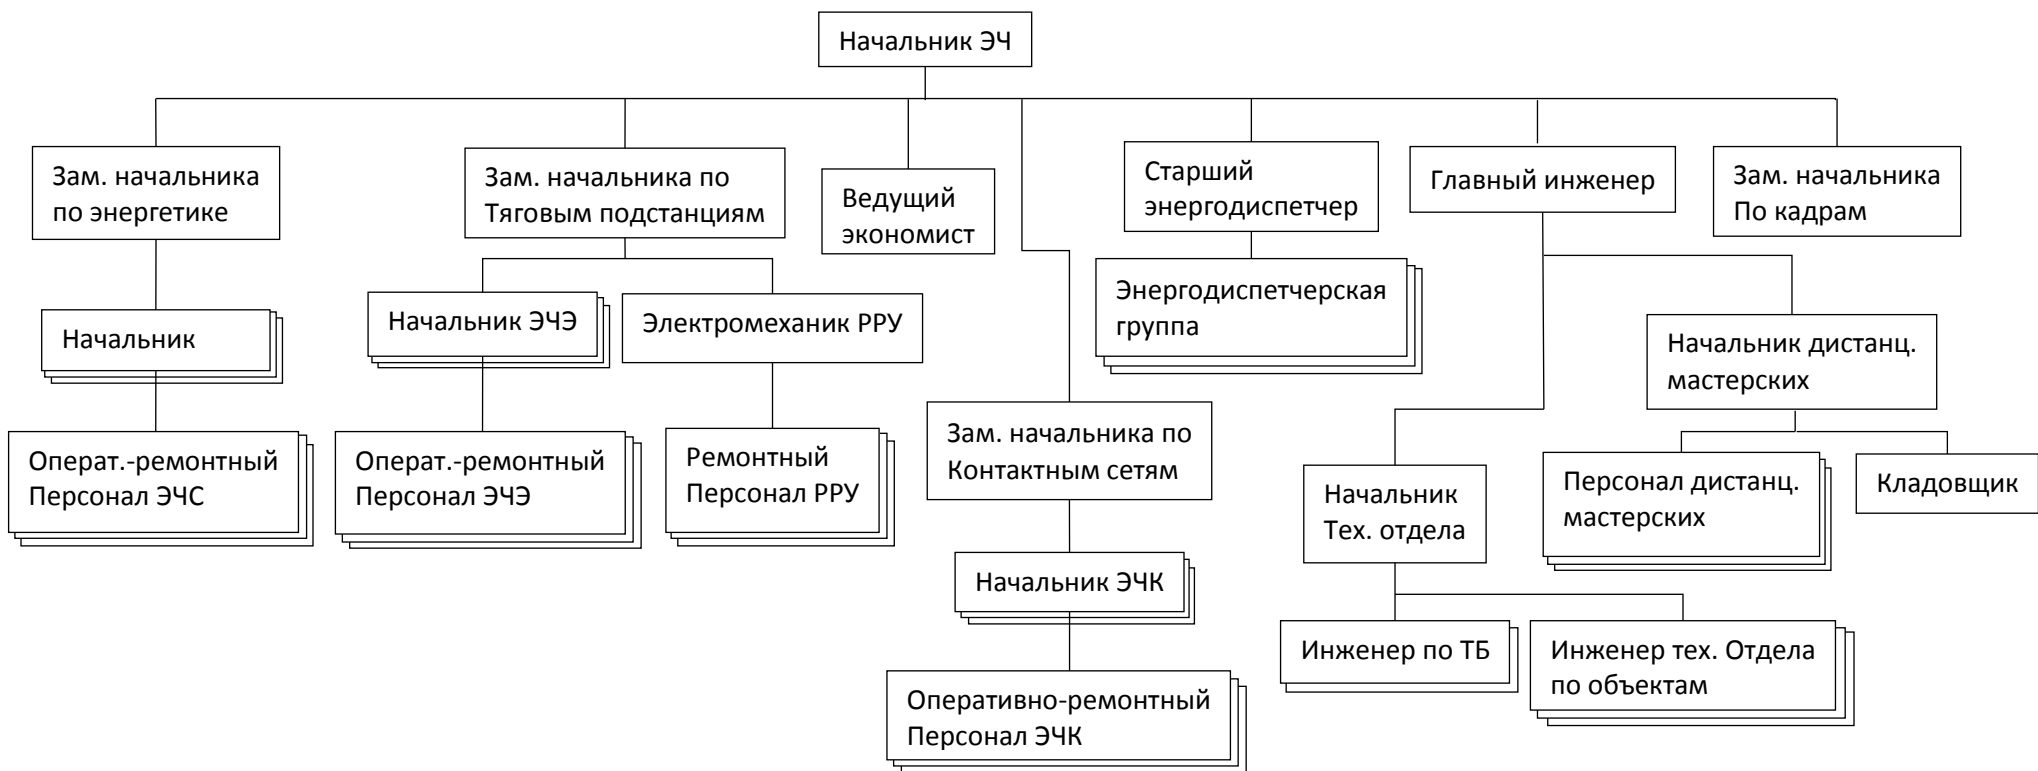 Начальник ЭЧ
Зам. начальника
по энергетике
Зам. начальника по
Тяговым подстанциям
Ведущий
экономист
Старший
энергодиспетчер
Главный инженер
Зам. начальника
По кадрам
Начальник
Начальник ЭЧЭ
Электромеханик РРУ
Энергодиспетчерская
группа
Начальник дистанц.
мастерских
Операт.-ремонтный
Персонал ЭЧС
Операт.-ремонтный
Персонал ЭЧЭ
Ремонтный
Персонал РРУ
Зам. начальника по
Контактным сетям
Начальник
Тех. отдела
Персонал дистанц.
мастерских
Кладовщик
Начальник ЭЧК
Инженер по ТБ
Инженер тех. Отдела
по объектам
Оперативно-ремонтный
Персонал ЭЧК